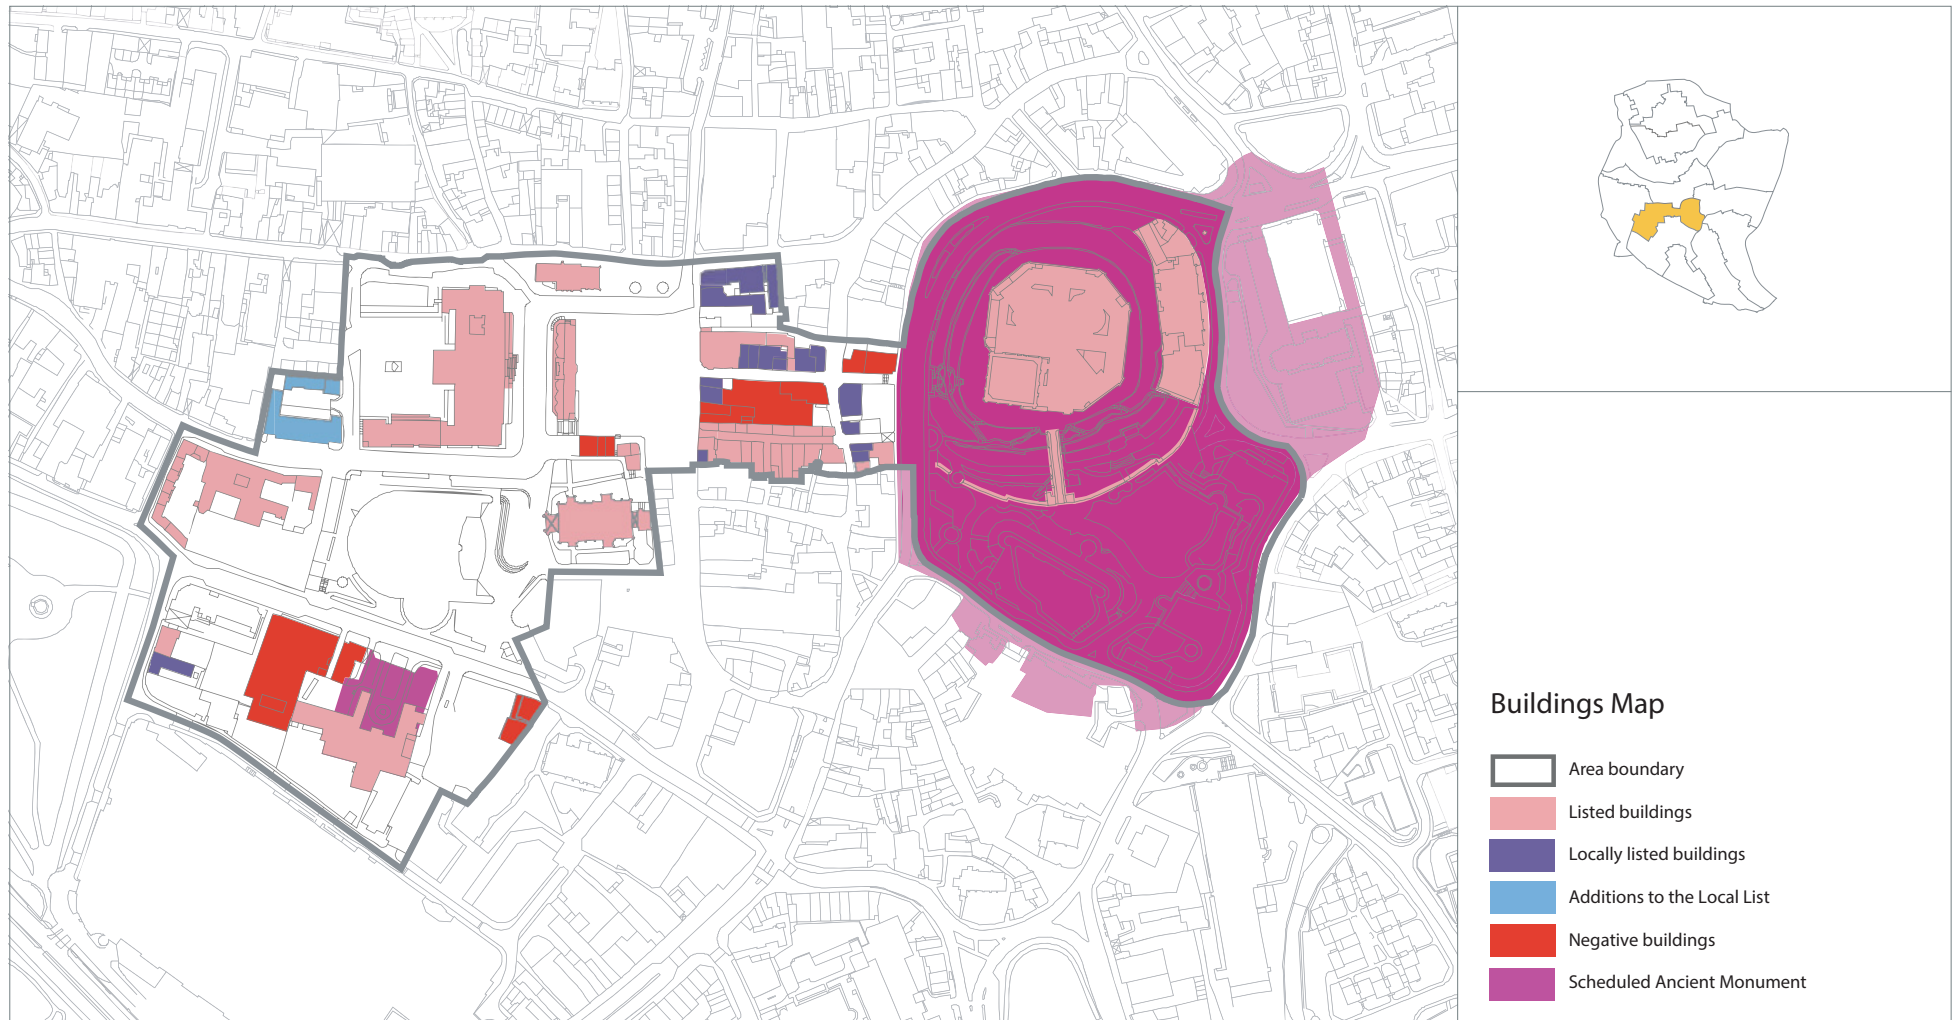 Buildings Map
Area boundary
Listed buildings
Locally listed buildings
Additions to the Local List
Negative buildings
Scheduled Ancient Monument